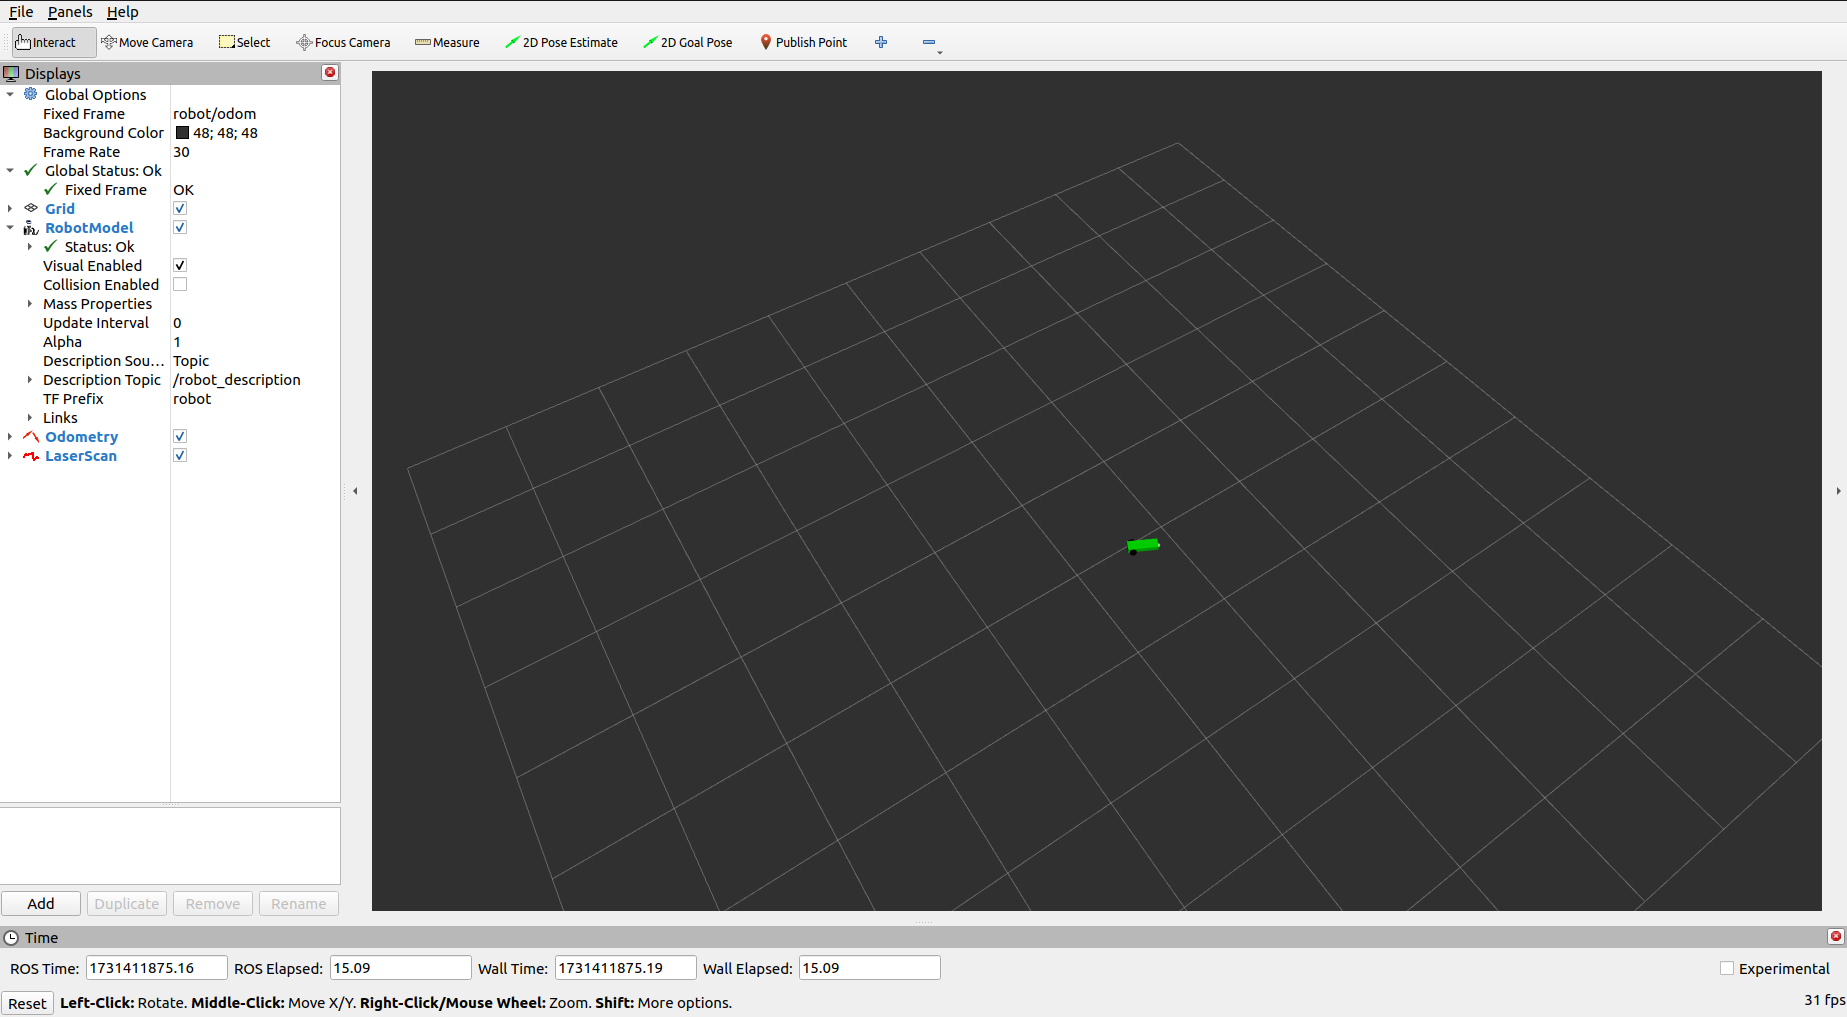 File Panels Help
Interact Move Camera Select Focus Camera Measure 2D Pose Estimate 2D Goal Pose Publish Point
Displays
Global Options
Fixed Frame robot/odom
Background Color 48; 48; 48
Frame Rate 30
Global Status: Ok
Fixed Frame OK
Grid
RobotModel
Status: Ok
Visual Enabled
Collision Enabled
Mass Properties
Update Interval 0
Alpha 1
Description Sou... Topic
Description Topic /robot_description
TF Prefix robot
Links
Odometry
LaserScan
Add Duplicate Remove Rename
Time
ROS Time: 1731411875.16 ROS Elapsed: 15.09 Wall Time: 1731411875.19 Wall Elapsed: 15.09 Experimental
Reset Left-Click: Rotate. Middle-Click: Move X/Y. Right-Click/Mouse Wheel: Zoom. Shift: More options. 31 fps